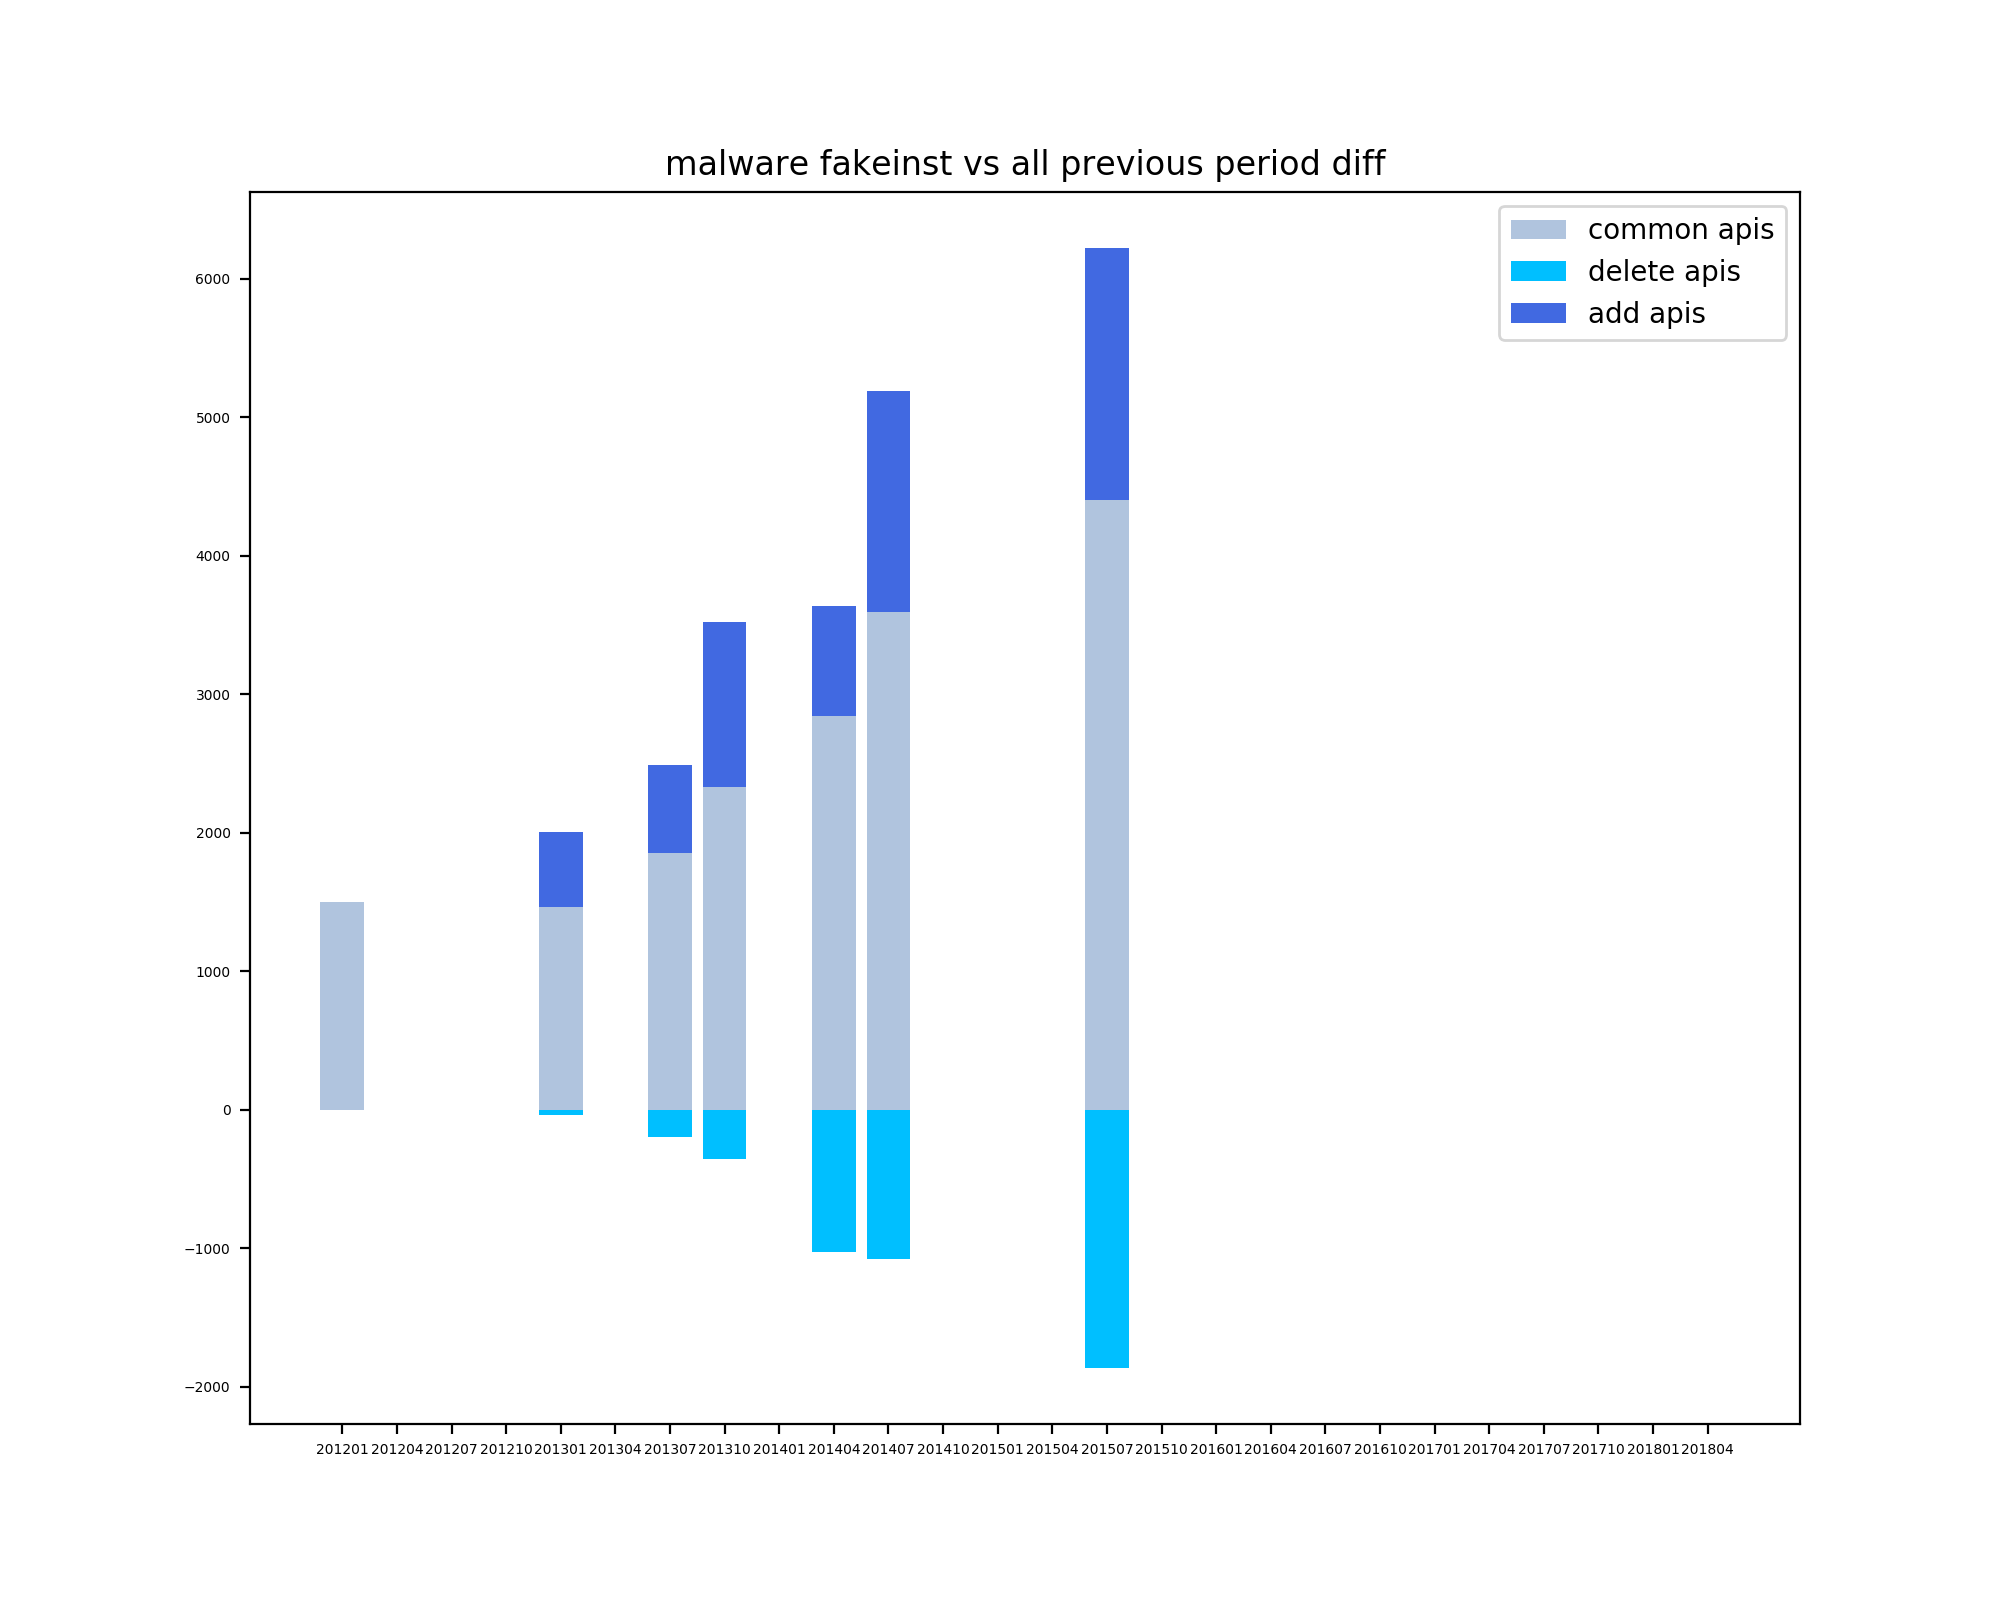 malware fakeinst vs all previous period diff
common apis
delete apis
add apis
6000
5000
4000
3000
2000
1000
0
−1000
−2000
201201 201204 201207 201210 201301 201304 201307 201310 201401 201404 201407 201410 201501 201504 201507 201510 201601 201604 201607 201610 201701 201704 201707 201710 201801 201804